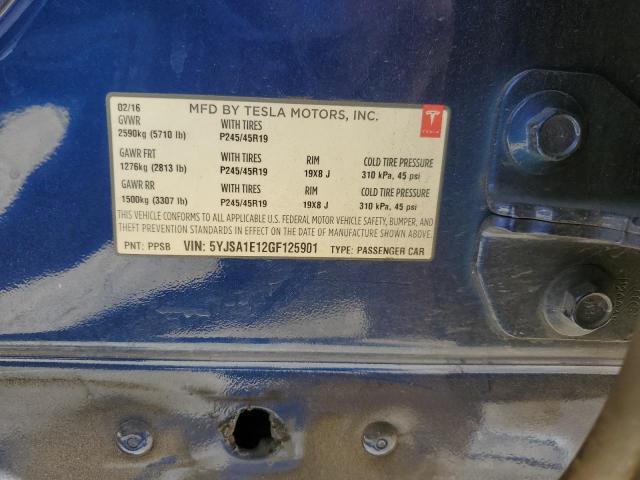 02/16 MFD BY TESLA MOTORS, INC.
GVWR WITH TIRES
2590kg (5710 lb) P245/45R19
TESLA
GAWR FRT WITH TIRES RIM COLD TIRE PRESSURE
1276kg (2813 lb) P245/45R19 19X8 J 310 kPa, 45 psi
GAWR RR WITH TIRES RIM COLD TIRE PRESSURE
1500kg (3307 lb) P245/45R19 19X8 J 310 kPa, 45 psi
THIS VEHICLE CONFORMS TO ALL APPLICABLE U.S. FEDERAL MOTOR VEHICLE SAFETY, BUMPER, AND
THEFT PREVENTION STANDARDS IN EFFECT ON THE DATE OF MANUFACTURE SHOWN ABOVE.
PNT: PPSB VIN: 5YJSA1E12GF125901 TYPE: PASSENGER CAR